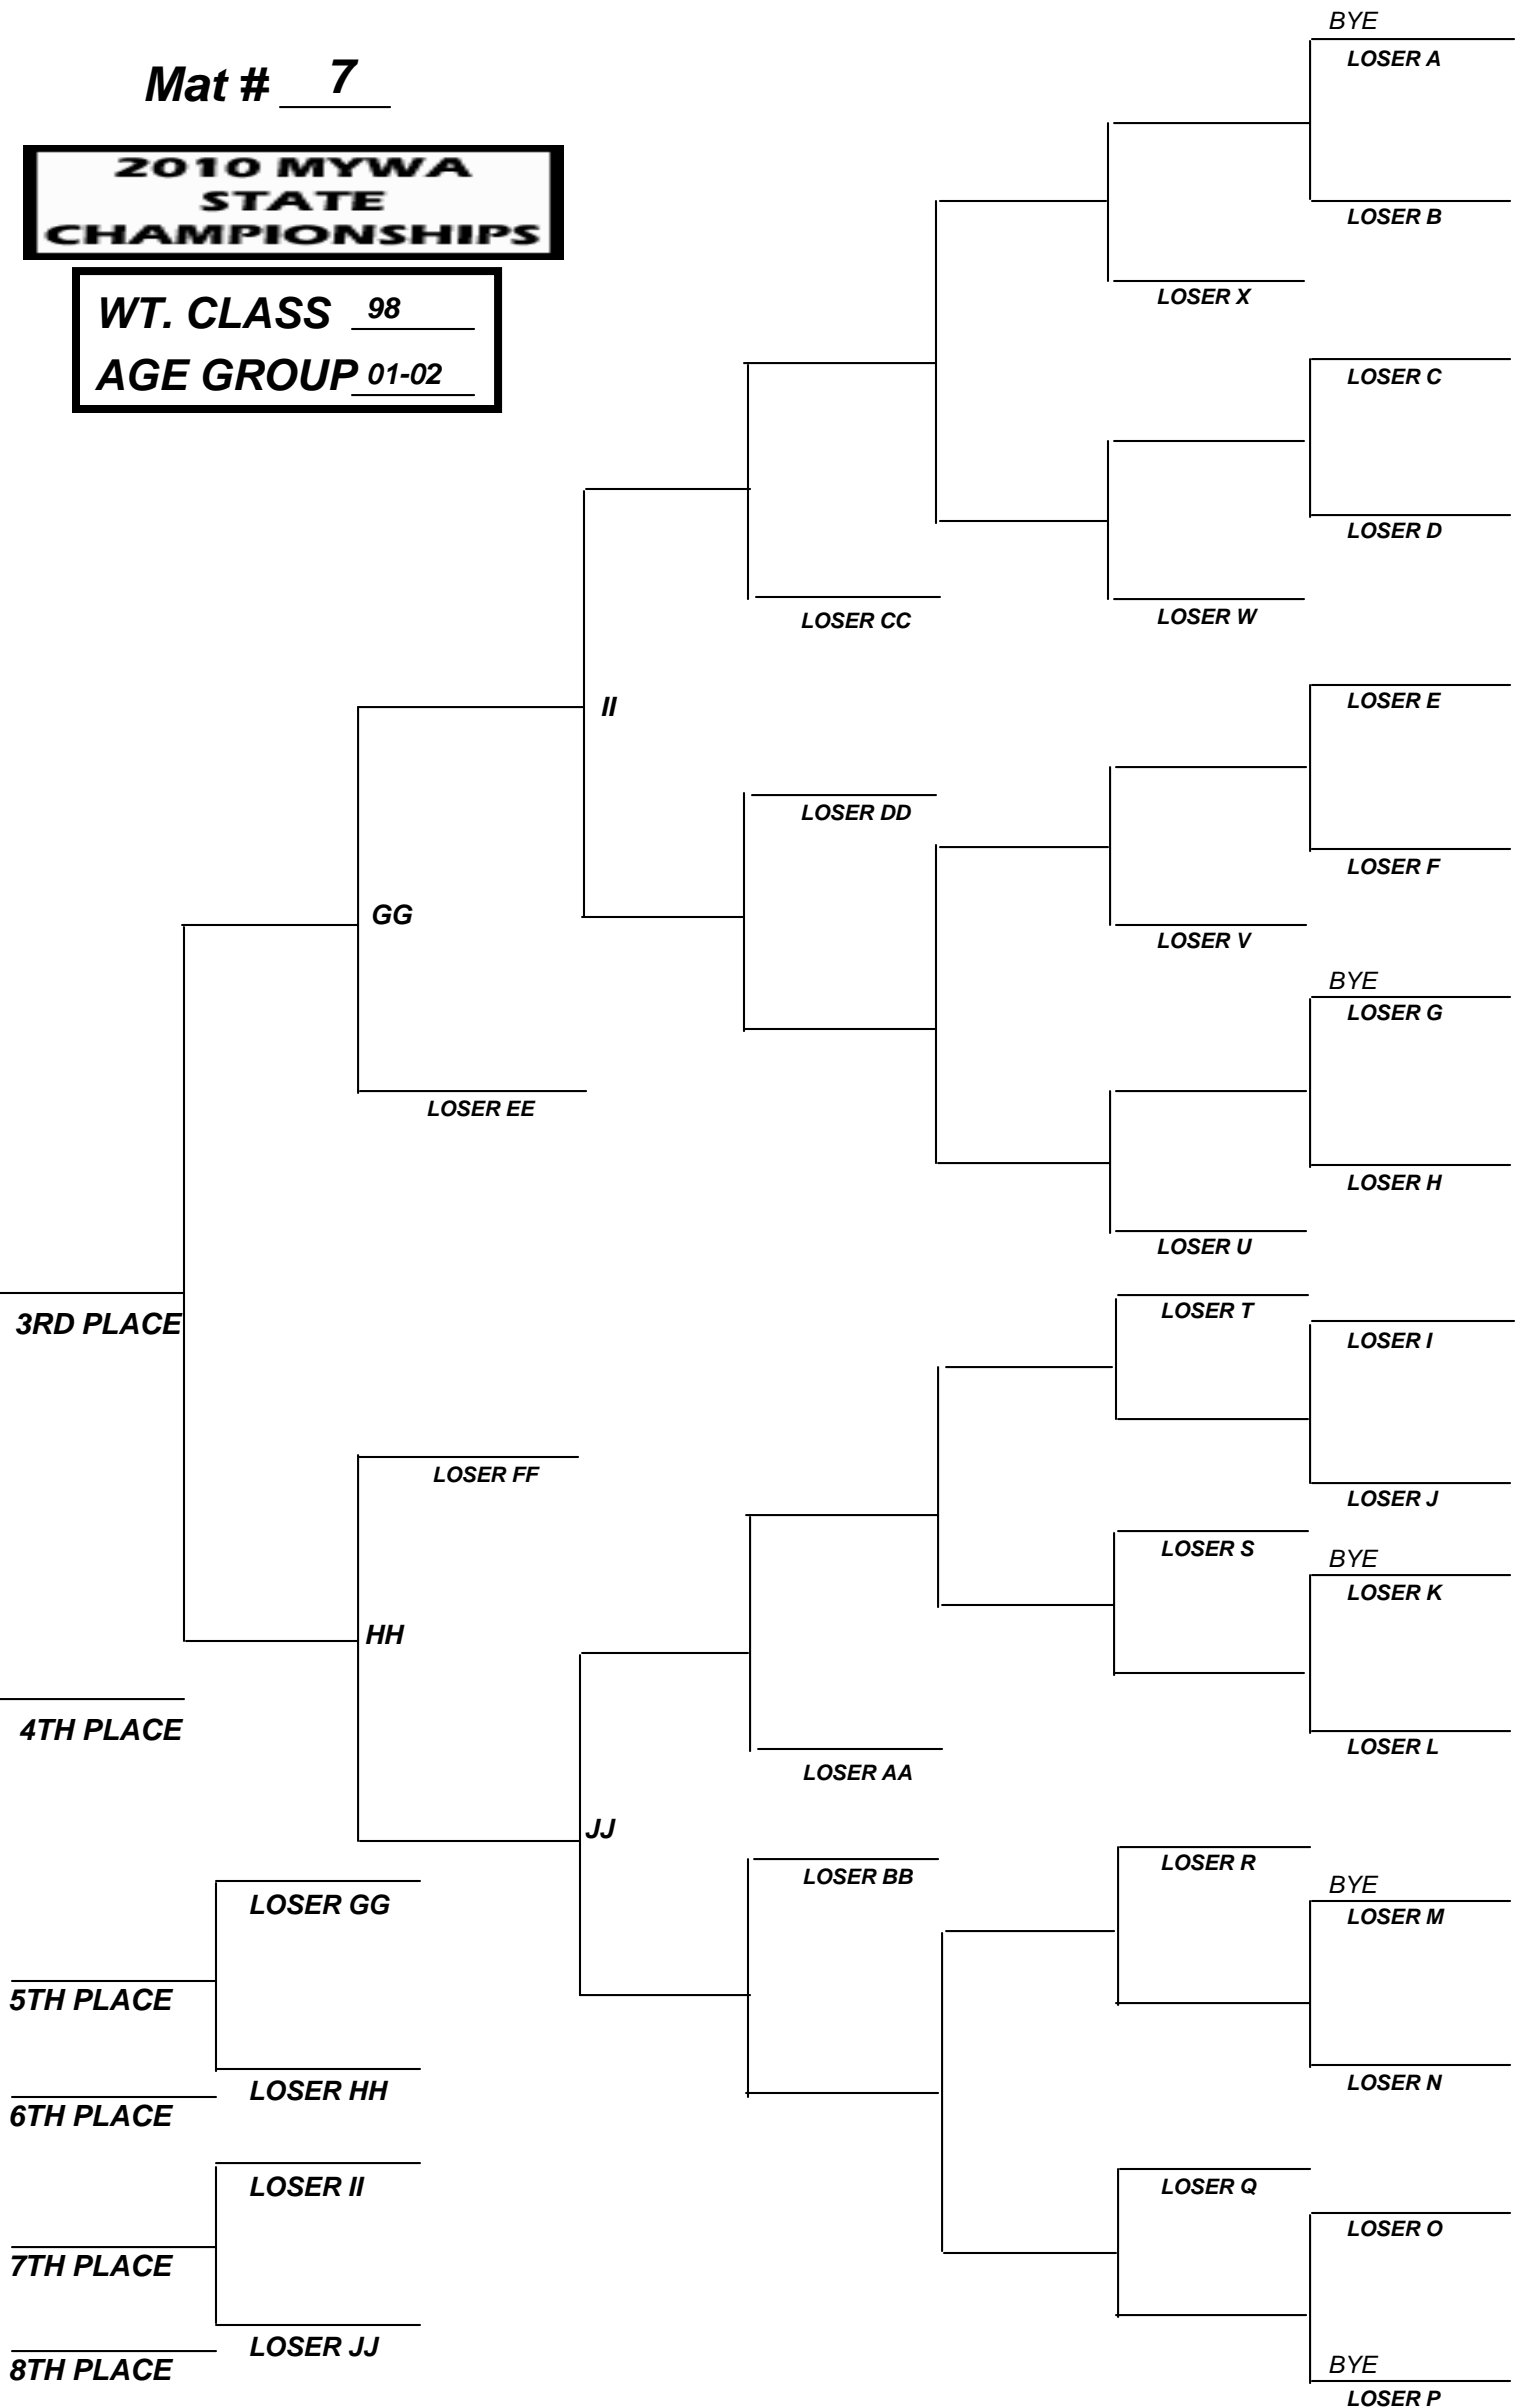 BYE
LOSER A
Mat # 7
2010 MYWA
STATE
CHAMPIONSHIPS
LOSER B
WT. CLASS 98
LOSER X
AGE GROUP 01-02
LOSER C
LOSER D
LOSER CC
LOSER W
LOSER E
II
LOSER DD
LOSER F
GG
LOSER V
BYE
LOSER G
LOSER EE
LOSER H
LOSER U
LOSER T
3RD PLACE
LOSER I
LOSER FF
LOSER J
LOSER S
BYE
LOSER K
HH
4TH PLACE
LOSER L
LOSER AA
JJ
LOSER R
LOSER BB
BYE
LOSER GG
LOSER M
5TH PLACE
LOSER N
LOSER HH
6TH PLACE
LOSER II
LOSER Q
LOSER O
7TH PLACE
LOSER JJ
BYE
8TH PLACE
LOSER P